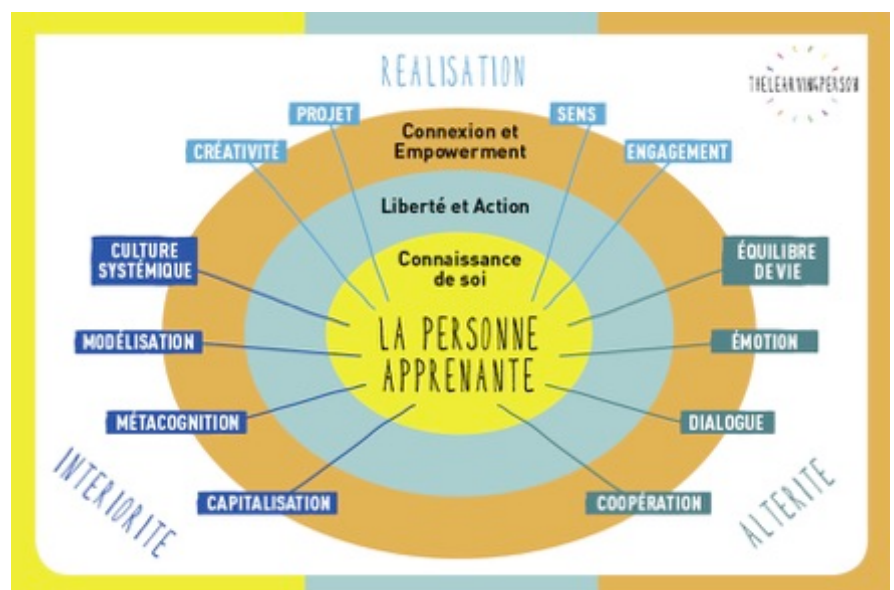 REALISATION
THELEARNINGPERSON
PROJET
SENS
CRÉATIVITÉ
ENGAGEMENT
Connexion et
Empowerment
Liberté et Action
CULTURE
SYSTÉMIQUE
Connaissance
de soi
ÉQUILIBRE
DE VIE
LA PERSONNE
APPRENANTE
MODÉLISATION
ÉMOTION
MÉTACOGNITION
DIALOGUE
CAPITALISATION
COOPÉRATION
INTERIORITE
ALTERITE